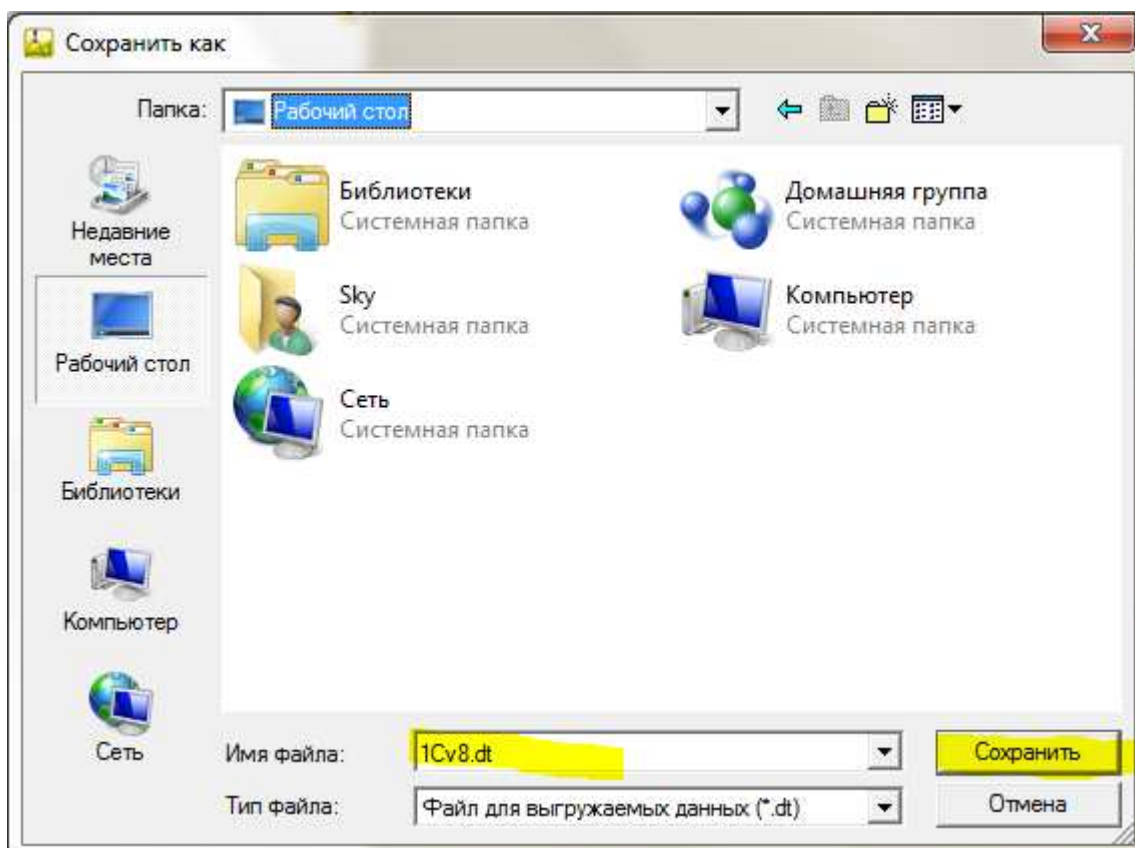 Сохранить как
Папка:
Рабочий стол
Недавние
места
Рабочий стол
Библиотеки
Компьютер
Сеть
Библиотеки
Системная папка
Домашняя группа
Системная папка
Sky
Системная папка
Компьютер
Системная папка
Сеть
Системная папка
Имя файла:
1Cv8.dt
Сохранить
Тип файла:
Файл для выгружаемых данных (*.dt)
Отмена